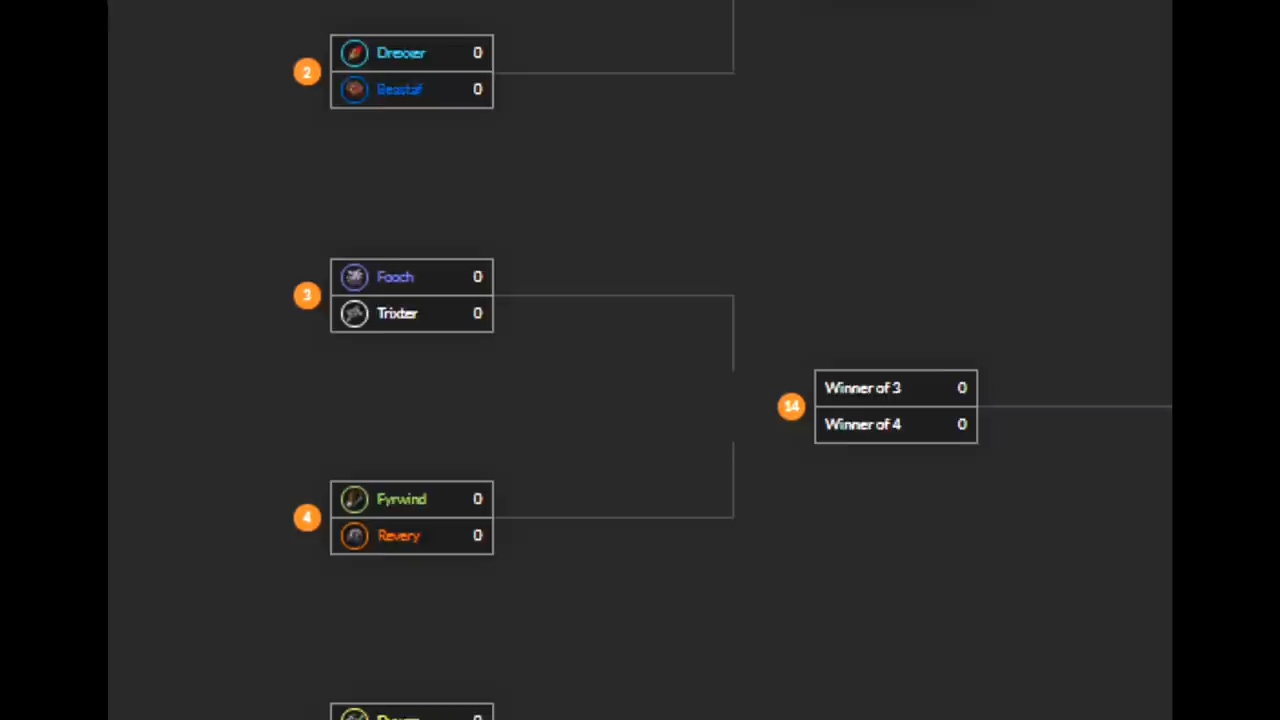 2
Drexxer 0
Beastaf 0
3
Fooch 0
Trixter 0
14
Winner of 3 0
Winner of 4 0
4
Fyrwind 0
Revery 0